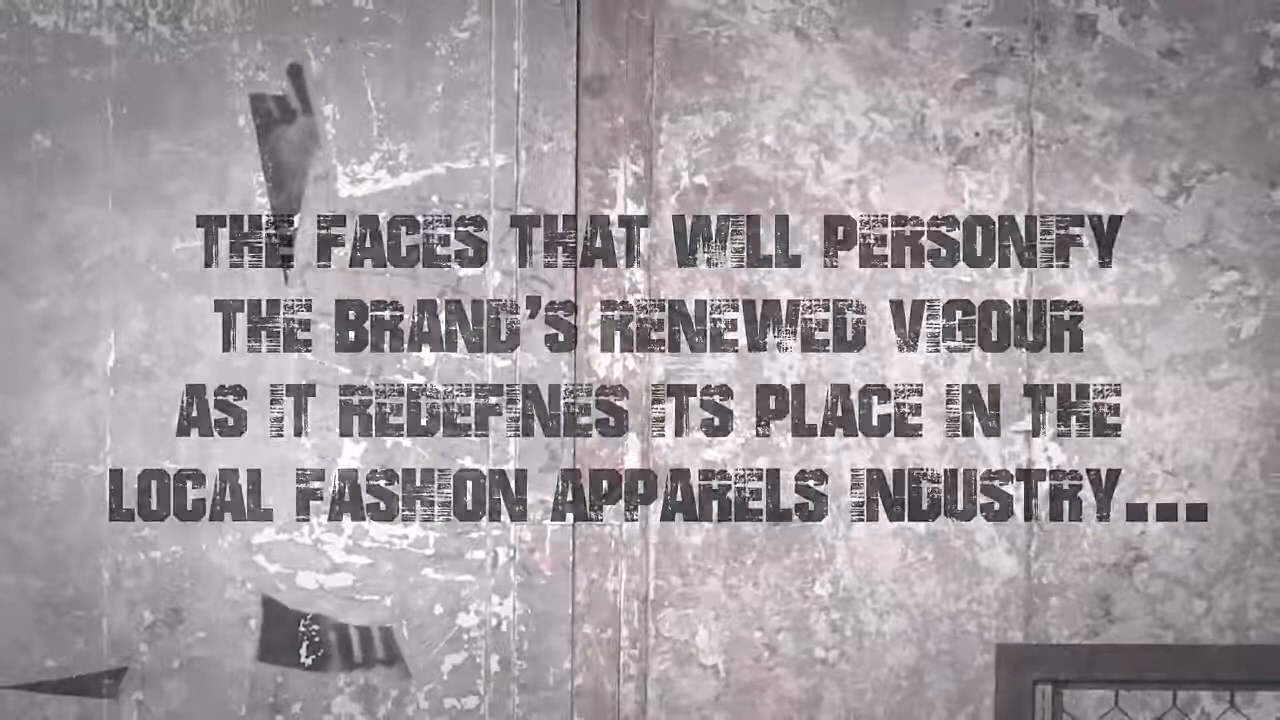 THE FACES THAT WILL PERSONIFY
THE BRAND'S RENEWED VIGOUR
AS IT REDEFINES ITS PLACE IN THE
LOCAL FASHION APPARELS INDUSTRY...